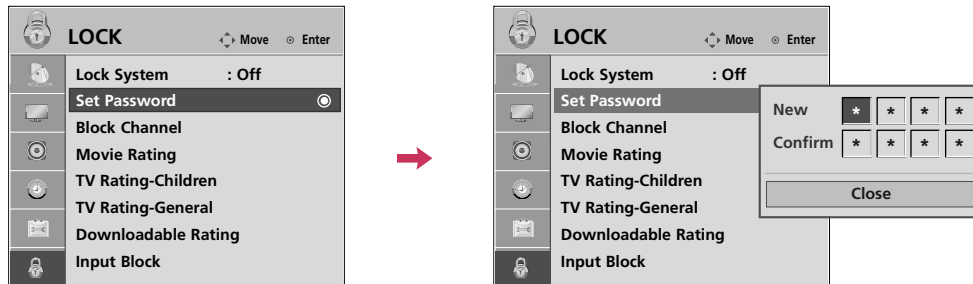 LOCK Move Enter
Lock System : Off
Set Password
Block Channel
Movie Rating
TV Rating-Children
TV Rating-General
Downloadable Rating
Input Block
LOCK Move Enter
Lock System : Off
Set Password
Block Channel
Movie Rating
TV Rating-Children
TV Rating-General
Downloadable Rating
Input Block
New * * * *
Confirm * * * *
Close